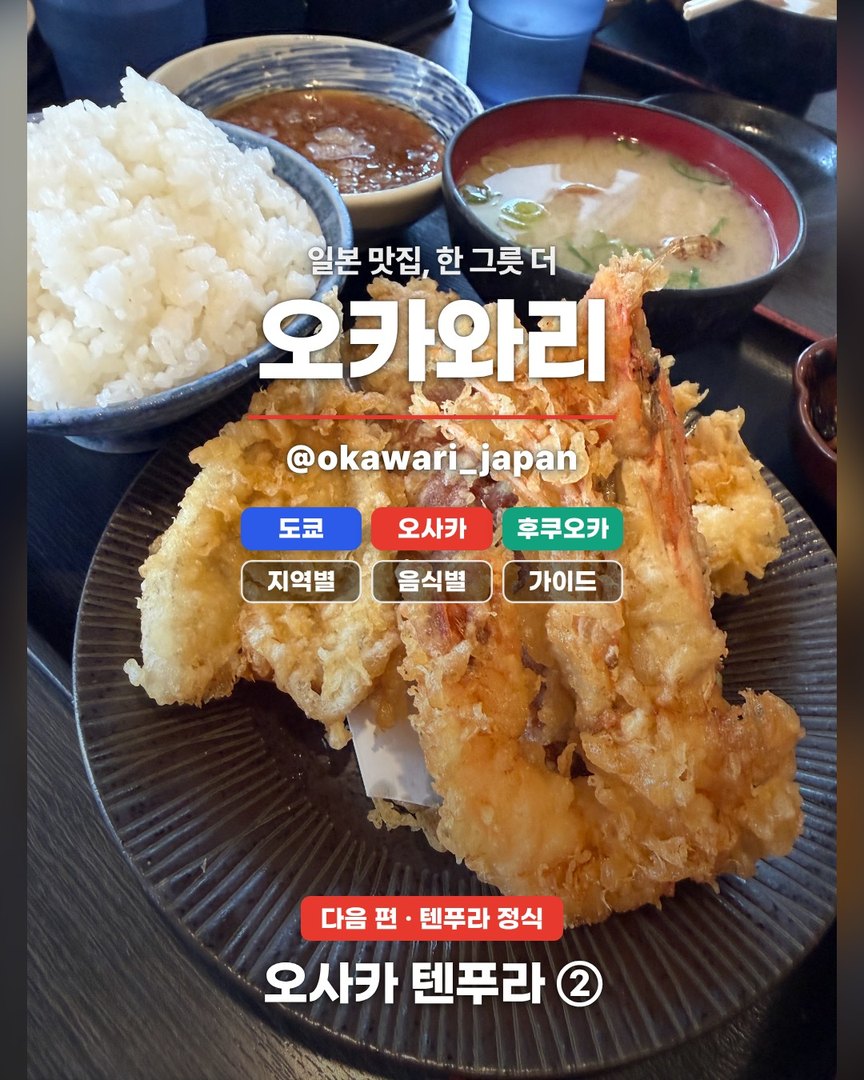 일본 맛집, 한 그릇 더
오카와리
@okawari_japan
도쿄 오사카 후쿠오카
지역별 음식별 가이드
다음 편 · 텐푸라 정식
오사카 텐푸라 ②